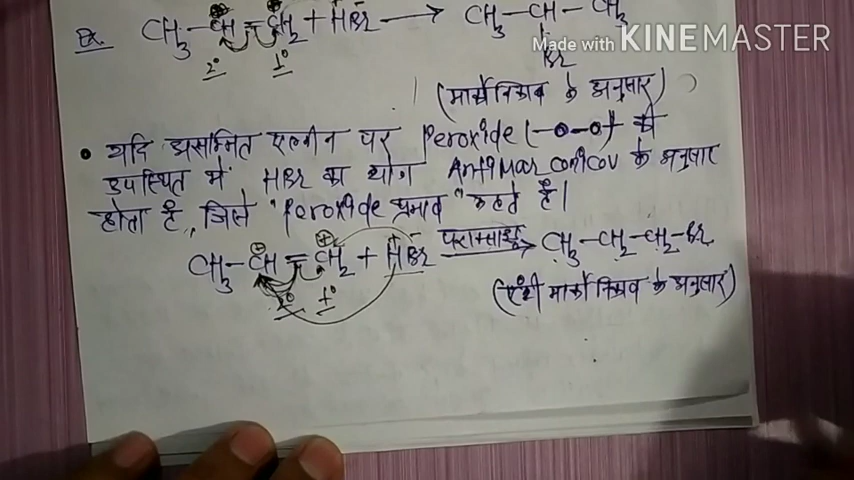 Ex. CH3-CH=CH2+HBr⟶CH3-CH-CH3
⊕ ⊕
2° 1° Br
Made with KINEMASTER
(मार्कोनिकाव के अनुसार)
• यदि असममित एल्कीन पर Peroxide (-o-o-) की
उपस्थित में HBr का योग Antimarconicov के अनुसार
होता है, जिसे "Peroxide प्रभाव" कहते हैं।
CH3-CH=CH2+HBr पराक्साइड⟶CH3-CH2-CH2-Br
⊕ ⊕ + -
2° 1°
(एंटी मार्कोनिकाव के अनुसार)